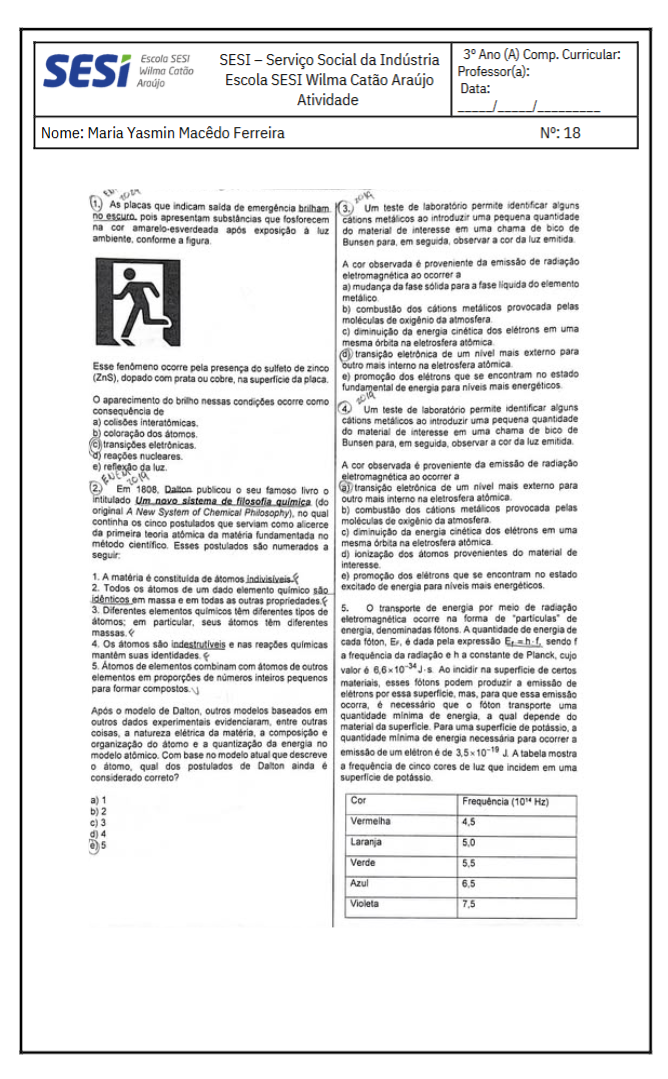 SESI
Escola SESI
Wilma Catão
Araújo
SESI – Serviço Social da Indústria
Escola SESI Wilma Catão Araújo
Atividade
3º Ano (A) Comp. Curricular:
Professor(a):
Data:
_____/_____/_________
Nome: Maria Yasmin Macêdo Ferreira
Nº: 18
2024
1. As placas que indicam saída de emergência brilham
no escuro, pois apresentam substâncias que fosforecem
na cor amarelo-esverdeada após exposição à luz
ambiente, conforme a figura.
Esse fenômeno ocorre pela presença do sulfeto de zinco
(ZnS), dopado com prata ou cobre, na superfície da placa.
O aparecimento do brilho nessas condições ocorre como
consequência de
a) colisões interatômicas.
b) coloração dos átomos.
c) transições eletrônicas.
d) reações nucleares.
e) reflexão da luz.
ENEM 2019
2. Em 1808, Dalton publicou o seu famoso livro o
intitulado Um novo sistema de filosofia química (do
original A New System of Chemical Philosophy), no qual
continha os cinco postulados que serviam como alicerce
da primeira teoria atômica da matéria fundamentada no
método científico. Esses postulados são numerados a
seguir:
1. A matéria é constituída de átomos indivisíveis.
2. Todos os átomos de um dado elemento químico são
idênticos em massa e em todas as outras propriedades.
3. Diferentes elementos químicos têm diferentes tipos de
átomos; em particular, seus átomos têm diferentes
massas.
4. Os átomos são indestrutíveis e nas reações químicas
mantêm suas identidades.
5. Átomos de elementos combinam com átomos de outros
elementos em proporções de números inteiros pequenos
para formar compostos.
Após o modelo de Dalton, outros modelos baseados em
outros dados experimentais evidenciaram, entre outras
coisas, a natureza elétrica da matéria, a composição e
organização do átomo e a quantização da energia no
modelo atômico. Com base no modelo atual que descreve
o átomo, qual dos postulados de Dalton ainda é
considerado correto?
a) 1
b) 2
c) 3
d) 4
e) 5
2019
3. Um teste de laboratório permite identificar alguns
cátions metálicos ao introduzir uma pequena quantidade
do material de interesse em uma chama de bico de
Bunsen para, em seguida, observar a cor da luz emitida.
A cor observada é proveniente da emissão de radiação
eletromagnética ao ocorrer a
a) mudança da fase sólida para a fase líquida do elemento
metálico.
b) combustão dos cátions metálicos provocada pelas
moléculas de oxigênio da atmosfera.
c) diminuição da energia cinética dos elétrons em uma
mesma órbita na eletrosfera atômica.
d) transição eletrônica de um nível mais externo para
outro mais interno na eletrosfera atômica.
e) promoção dos elétrons que se encontram no estado
fundamental de energia para níveis mais energéticos.
2019
4. Um teste de laboratório permite identificar alguns
cátions metálicos ao introduzir uma pequena quantidade
do material de interesse em uma chama de bico de
Bunsen para, em seguida, observar a cor da luz emitida.
A cor observada é proveniente da emissão de radiação
eletromagnética ao ocorrer a
a) transição eletrônica de um nível mais externo para
outro mais interno na eletrosfera atômica.
b) combustão dos cátions metálicos provocada pelas
moléculas de oxigênio da atmosfera.
c) diminuição da energia cinética dos elétrons em uma
mesma órbita na eletrosfera atômica.
d) ionização dos átomos provenientes do material de
interesse.
e) promoção dos elétrons que se encontram no estado
excitado de energia para níveis mais energéticos.
5. O transporte de energia por meio de radiação
eletromagnética ocorre na forma de "partículas" de
energia, denominadas fótons. A quantidade de energia de
cada fóton, EF, é dada pela expressão EF = h · f, sendo f
a frequência da radiação e h a constante de Planck, cujo
valor é 6,6×10⁻³⁴ J·s. Ao incidir na superfície de certos
materiais, esses fótons podem produzir a emissão de
elétrons por essa superfície, mas, para que essa emissão
ocorra, é necessário que o fóton transporte uma
quantidade mínima de energia, a qual depende do
material da superfície. Para uma superfície de potássio, a
quantidade mínima de energia necessária para ocorrer a
emissão de um elétron é de 3,5×10⁻¹⁹ J. A tabela mostra
a frequência de cinco cores de luz que incidem em uma
superfície de potássio.
Cor Frequência (10¹⁴ Hz)
Vermelha 4,5
Laranja 5,0
Verde 5,5
Azul 6,5
Violeta 7,5